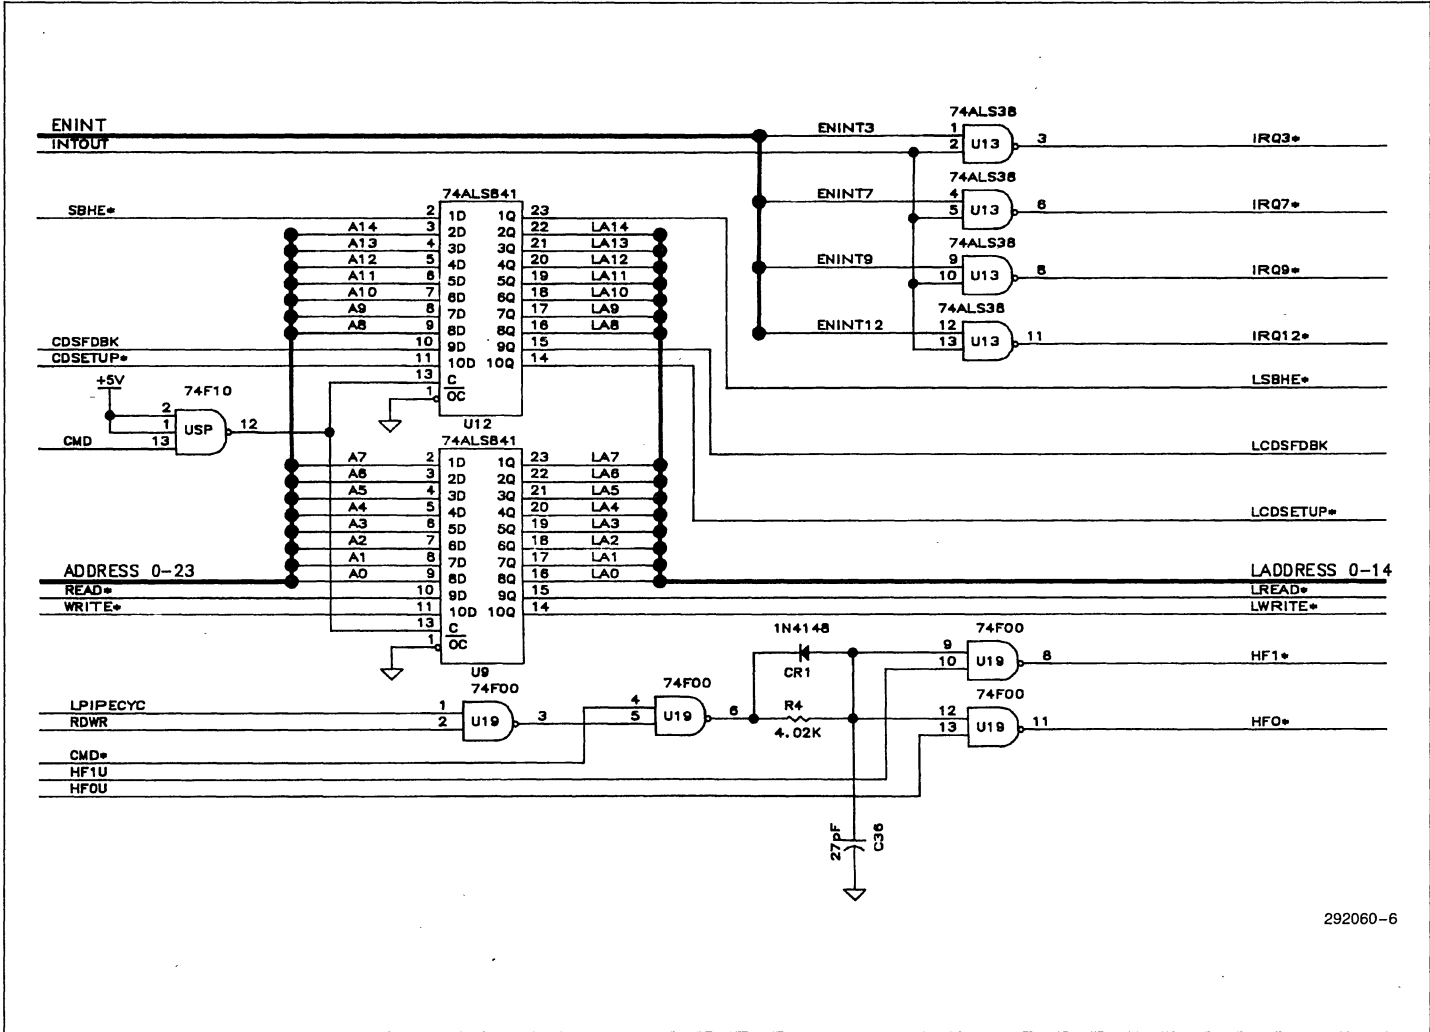 74ALS38
ENINT ENINT3 1 3 IRQ3*
INTOUT 2 U13
74ALS38
74ALS841 ENINT7 4 6 IRQ7*
SBHE* 2 1D 1Q 23 5 U13
A14 3 2D 2Q 22 LA14
A13 4 3D 3Q 21 LA13 74ALS38
A12 5 4D 4Q 20 LA12 ENINT9 9 8 IRQ9*
A11 6 5D 5Q 19 LA11 10 U13
A10 7 6D 6Q 18 LA10
A9 8 7D 7Q 17 LA9 74ALS38
A8 9 8D 8Q 16 LA8 ENINT12 12 11 IRQ12*
CDSFDBK 10 9D 9Q 15 13 U13
CDSETUP* 11 10D 10Q 14
+5V 13 C LSBHE*
74F10 1 OC
2 U12
1 USP 12 74ALS841
CMD 13 LCDSFDBK
A7 2 1D 1Q 23 LA7
A6 3 2D 2Q 22 LA6
A5 4 3D 3Q 21 LA5
A4 5 4D 4Q 20 LA4 LCDSETUP*
A3 6 5D 5Q 19 LA3
A2 7 6D 6Q 18 LA2
A1 8 7D 7Q 17 LA1
ADDRESS 0-23 A0 9 8D 8Q 16 LA0 LADDRESS 0-14
READ* 10 9D 9Q 15 LREAD*
WRITE* 11 10D 10Q 14 LWRITE*
13 C 1N4148 74F00
1 OC 9 8 HF1*
U9 CR1 10 U19
74F00 74F00 74F00
LPIPECYC 1 3 4 6 R4 12 11 HF0*
RDWR 2 U19 5 U19 4.02K 13 U19
CMD*
HF1U
HF0U
27pF C36
292060-6